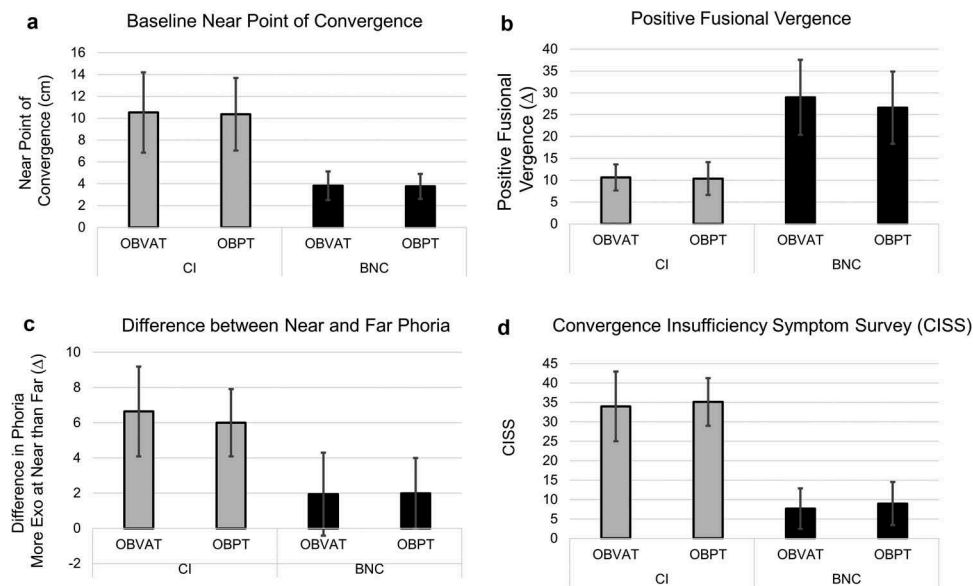 a
Baseline Near Point of Convergence
Near Point of
Convergence (cm)
16
14
12
10
8
6
4
2
0
OBVAT OBPT OBVAT OBPT
CI BNC
b
Positive Fusional Vergence
Positive Fusional
Vergence (Δ)
40
35
30
25
20
15
10
5
0
OBVAT OBPT OBVAT OBPT
CI BNC
c
Difference between Near and Far Phoria
Difference in Phoria
More Exo at Near than Far (Δ)
10
8
6
4
2
0
-2
OBVAT OBPT OBVAT OBPT
CI BNC
d
Convergence Insufficiency Symptom Survey (CISS)
CISS
45
40
35
30
25
20
15
10
5
0
OBVAT OBPT OBVAT OBPT
CI BNC